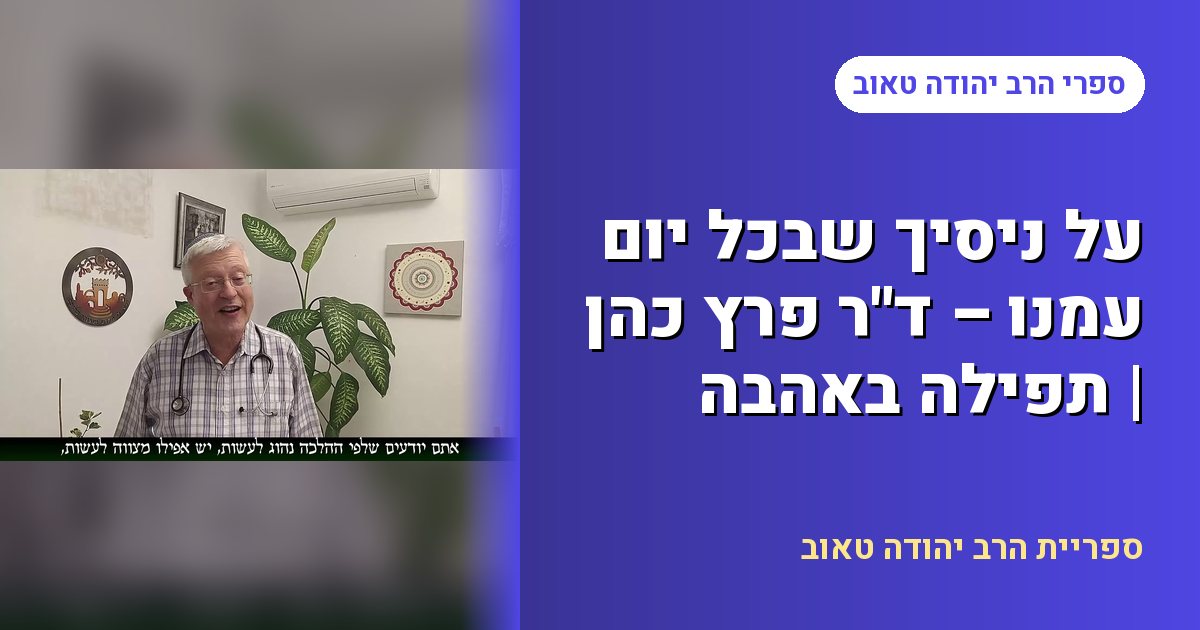 ספרי הרב יהודה טאוב
על ניסיך שבכל יום
עמנו – ד"ר פרץ כהן
| תפילה באהבה
ספריית הרב יהודה טאוב
אתם יודעים שלפי ההלכה נהוג לעשות, יש אפילו מצווה לעשות,